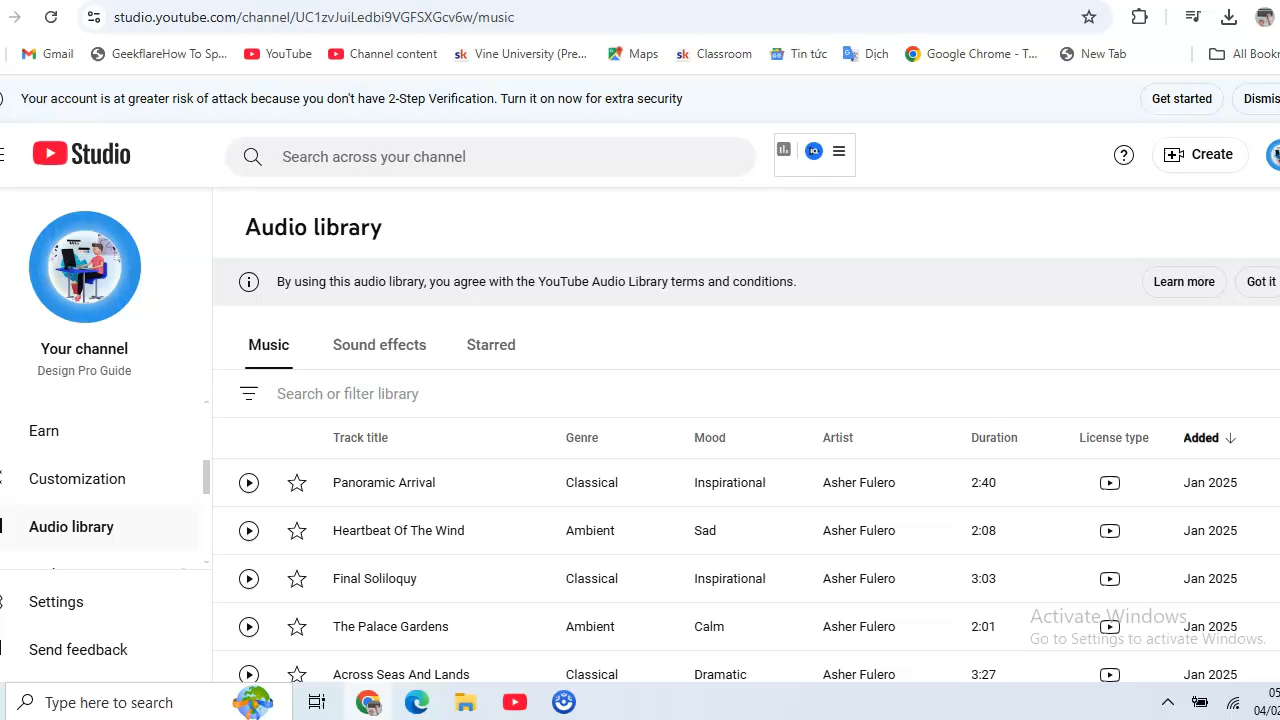 studio.youtube.com/channel/UC1zvJuiLedbi9VGFSXGcv6w/music
Gmail GeekflareHow To Sp... YouTube Channel content Vine University (Pre... Maps Classroom Tin tức Dịch Google Chrome - T... New Tab All Bookr
Your account is at greater risk of attack because you don't have 2-Step Verification. Turn it on now for extra security Get started Dismis
Studio Search across your channel Create
Audio library
By using this audio library, you agree with the YouTube Audio Library terms and conditions. Learn more Got it
Your channel
Design Pro Guide
Music Sound effects Starred
Search or filter library
Earn
Customization
Audio library
Settings
Send feedback
Track title Genre Mood Artist Duration License type Added
Panoramic Arrival Classical Inspirational Asher Fulero 2:40 Jan 2025
Heartbeat Of The Wind Ambient Sad Asher Fulero 2:08 Jan 2025
Final Soliloquy Classical Inspirational Asher Fulero 3:03 Jan 2025
The Palace Gardens Ambient Calm Asher Fulero 2:01 Jan 2025
Across Seas And Lands Classical Dramatic Asher Fulero 3:27 Jan 2025
Activate Windows
Go to Settings to activate Windows.
Type here to search
05
04/02